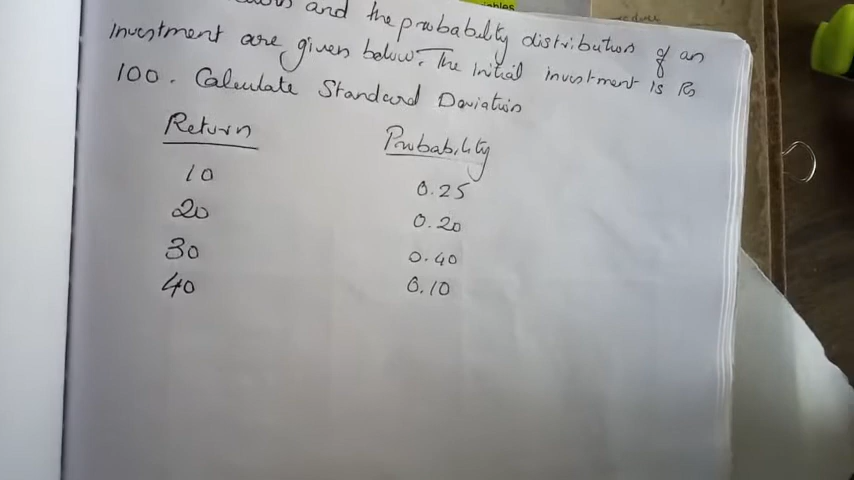 and the probability distribution of an
investment are given below. The initial investment is Rs
100. Calculate Standard Deviation
Return Probability
10 0.25
20 0.20
30 0.40
40 0.10